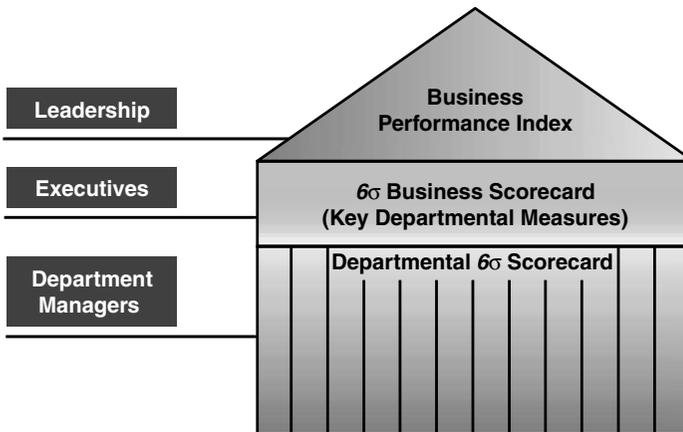 Leadership
Business
Performance Index
Executives
6σ Business Scorecard
(Key Departmental Measures)
Department
Managers
Departmental 6σ Scorecard